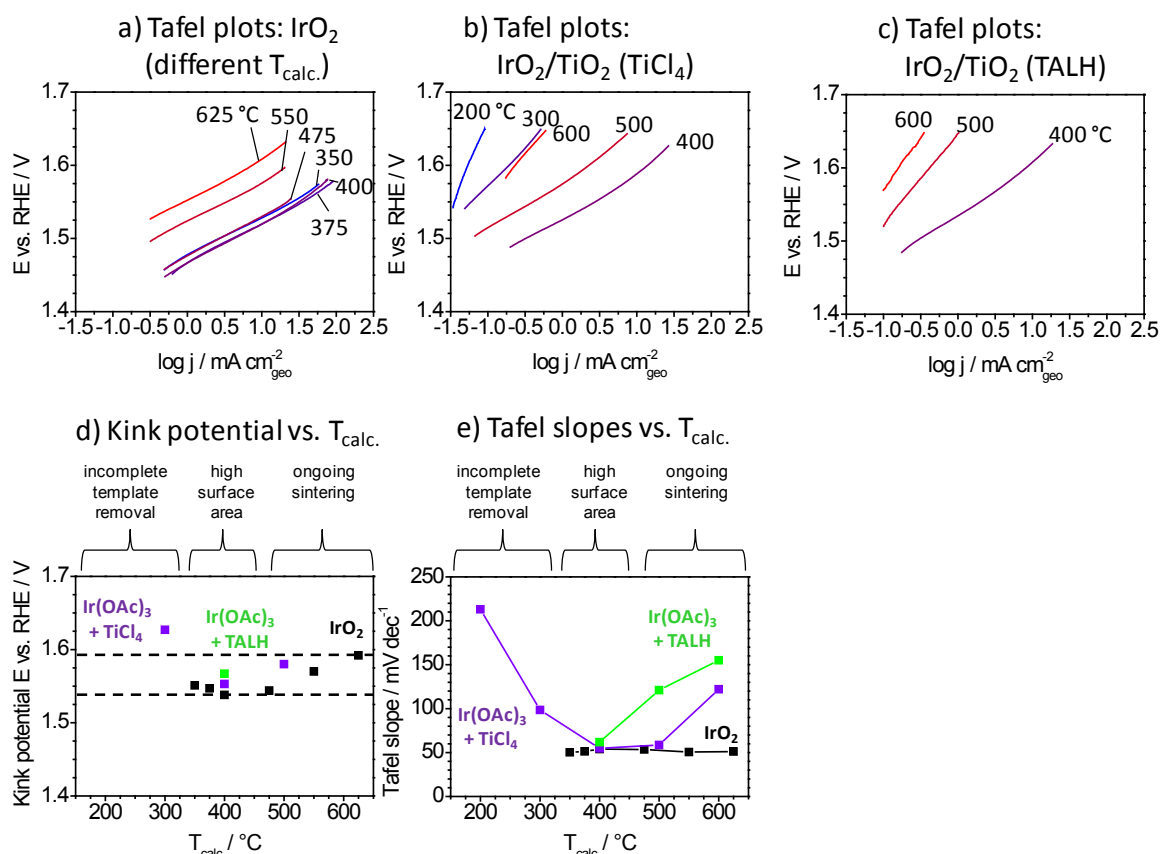 a) Tafel plots: IrO2
(different Tcalc.)
1.7
1.6
1.5
1.4
E vs. RHE / V
625 °C
550
475
350
400
375
-1.5 -1.0 -0.5 0.0 0.5 1.0 1.5 2.0 2.5
log j / mA cm-2geo
b) Tafel plots:
IrO2/TiO2 (TiCl4)
1.7
1.6
1.5
1.4
E vs. RHE / V
200 °C
300
600
500
400
-1.5 -1.0 -0.5 0.0 0.5 1.0 1.5 2.0 2.5
log j / mA cm-2geo
c) Tafel plots:
IrO2/TiO2 (TALH)
1.7
1.6
1.5
1.4
E vs. RHE / V
600
500
400 °C
-1.5 -1.0 -0.5 0.0 0.5 1.0 1.5 2.0 2.5
log j / mA cm-2geo
d) Kink potential vs. Tcalc.
incomplete
template
removal
high
surface
area
ongoing
sintering
1.7
1.6
1.5
1.4
Kink potential E vs. RHE / V
Ir(OAc)3
+ TiCl4
Ir(OAc)3
+ TALH
IrO2
200 300 400 500 600
Tcalc / °C
e) Tafel slopes vs. Tcalc.
incomplete
template
removal
high
surface
area
ongoing
sintering
250
200
150
100
50
0
Tafel slope / mV dec-1
Ir(OAc)3
+ TALH
Ir(OAc)3
+ TiCl4
IrO2
200 300 400 500 600
Tcalc / °C